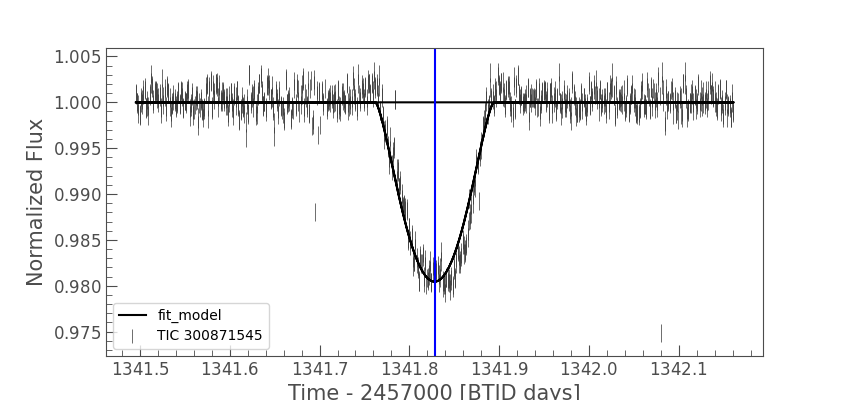 1.005
1.000
0.995
0.990
0.985
0.980
0.975
Normalized Flux
fit_model
TIC 300871545
1341.5 1341.6 1341.7 1341.8 1341.9 1342.0 1342.1
Time - 2457000 [BTJD days]